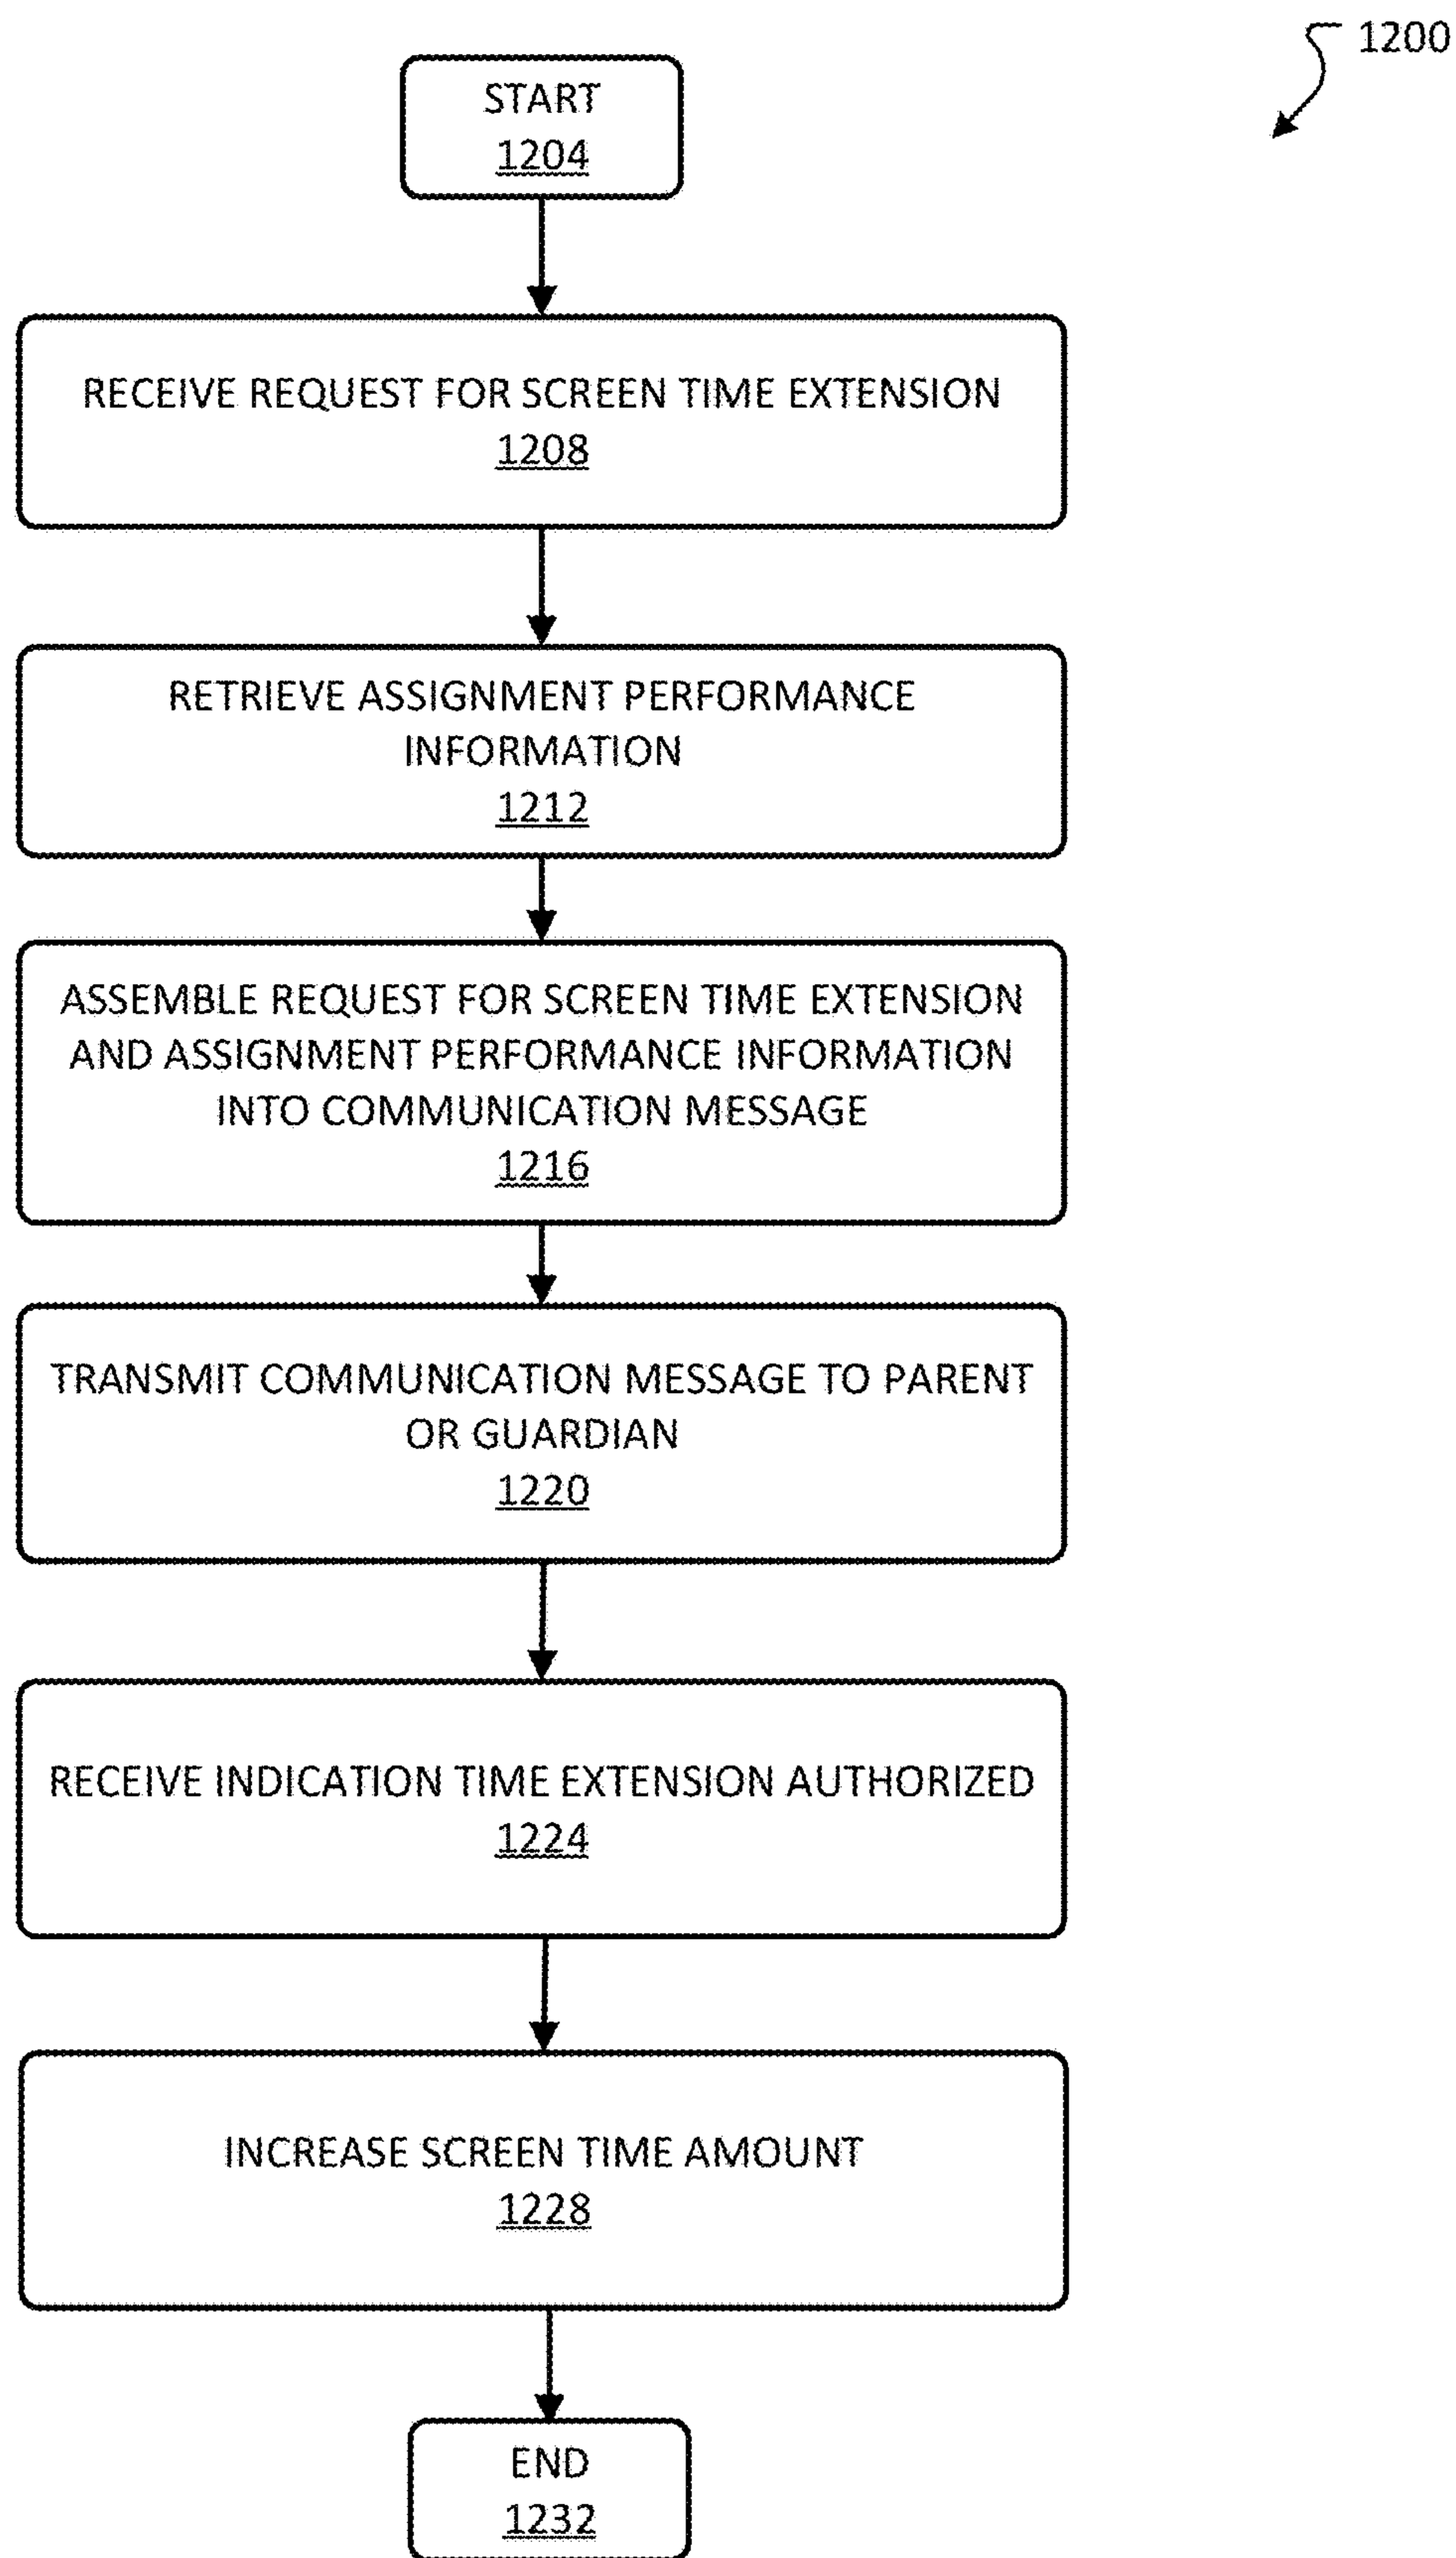 1200
START
1204
RECEIVE REQUEST FOR SCREEN TIME EXTENSION
1208
RETRIEVE ASSIGNMENT PERFORMANCE
INFORMATION
1212
ASSEMBLE REQUEST FOR SCREEN TIME EXTENSION
AND ASSIGNMENT PERFORMANCE INFORMATION
INTO COMMUNICATION MESSAGE
1216
TRANSMIT COMMUNICATION MESSAGE TO PARENT
OR GUARDIAN
1220
RECEIVE INDICATION TIME EXTENSION AUTHORIZED
1224
INCREASE SCREEN TIME AMOUNT
1228
END
1232